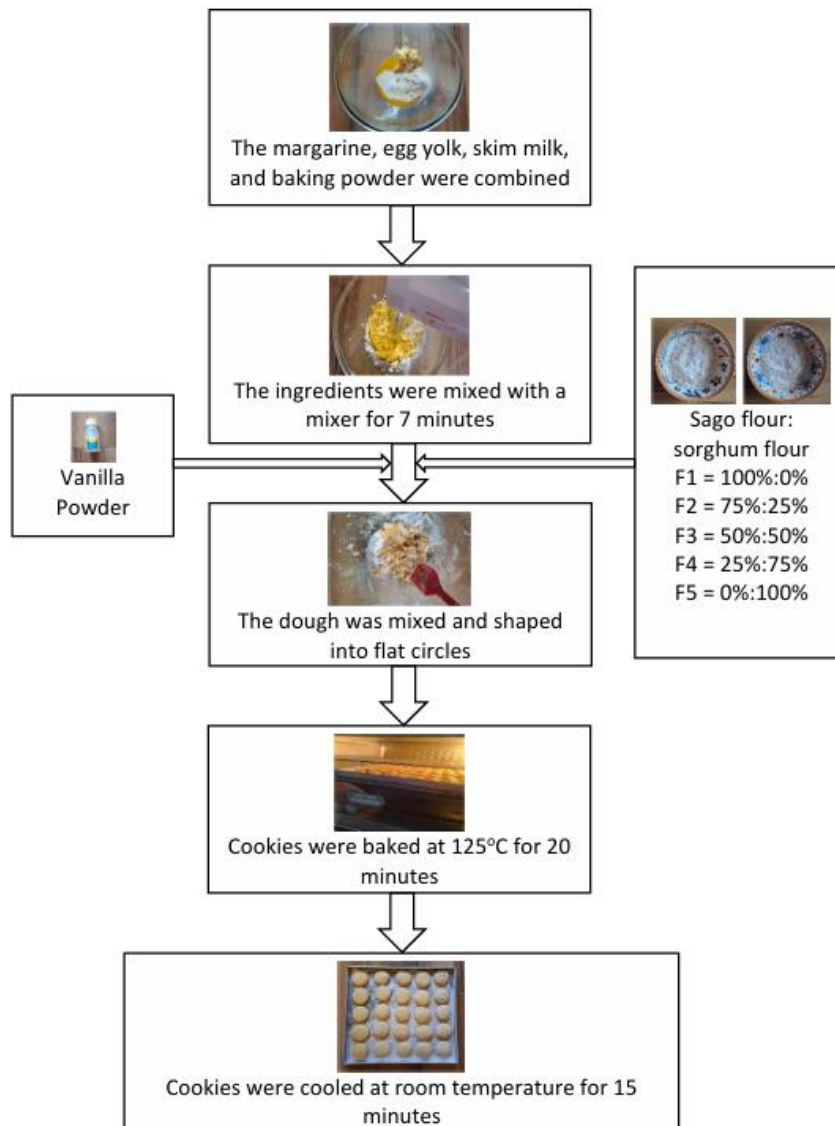 The margarine, egg yolk, skim milk,
and baking powder were combined
The ingredients were mixed with a
mixer for 7 minutes
Vanilla
Powder
Sago flour:
sorghum flour
F1 = 100%:0%
F2 = 75%:25%
F3 = 50%:50%
F4 = 25%:75%
F5 = 0%:100%
The dough was mixed and shaped
into flat circles
Cookies were baked at 125°C for 20
minutes
Cookies were cooled at room temperature for 15
minutes